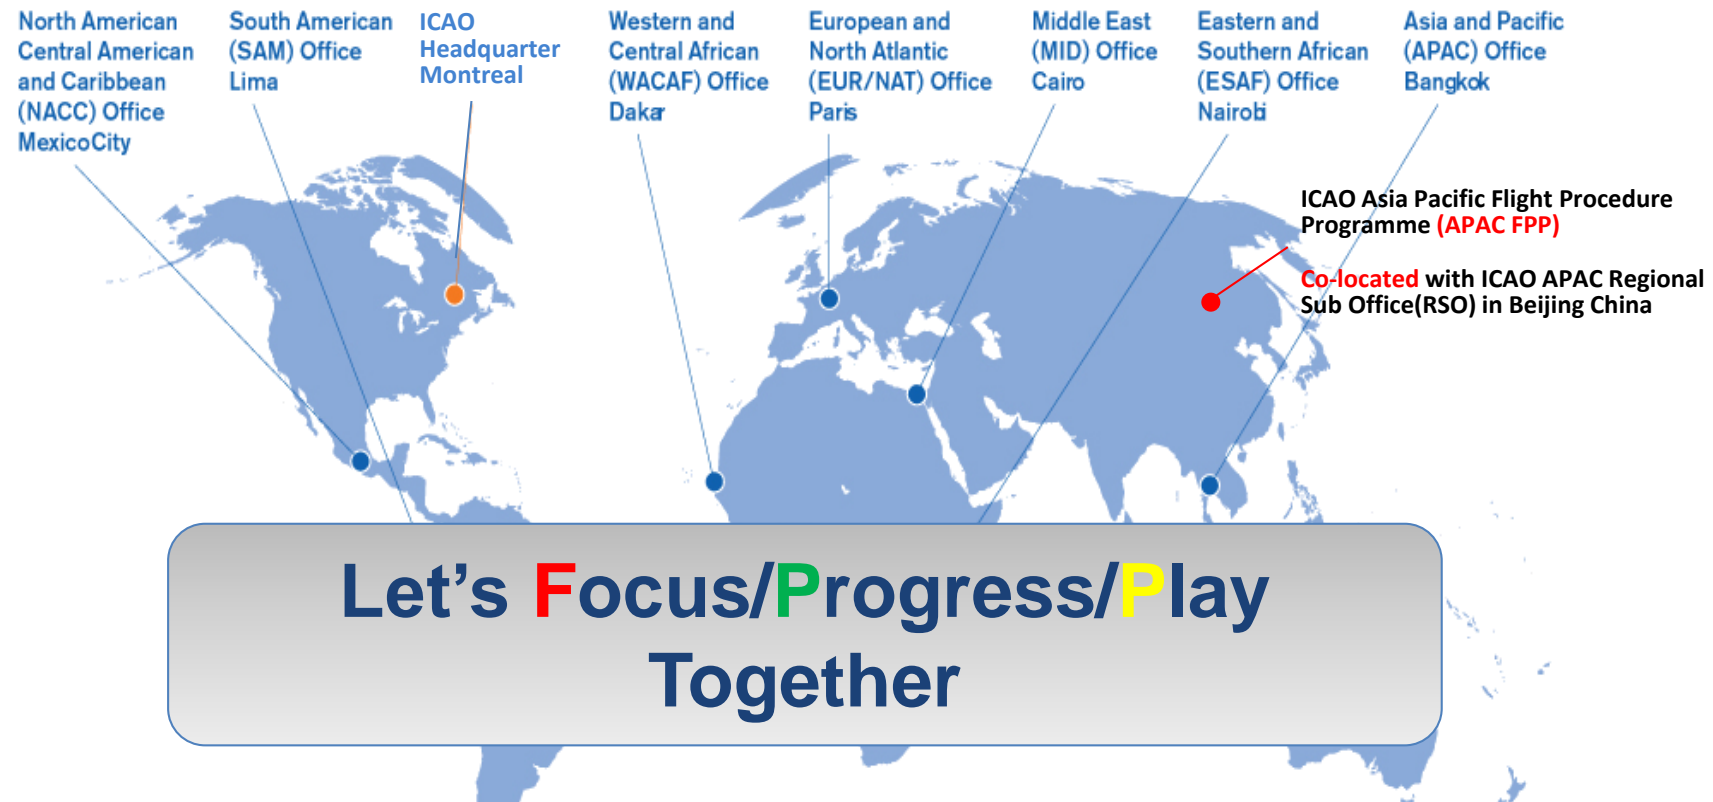 North American
Central American
and Caribbean
(NACC) Office
MexicoCity
South American
(SAM) Office
Lima
ICAO
Headquarter
Montreal
Western and
Central African
(WACAF) Office
Dakar
European and
North Atlantic
(EUR/NAT) Office
Paris
Middle East
(MID) Office
Cairo
Eastern and
Southern African
(ESAF) Office
Nairobi
Asia and Pacific
(APAC) Office
Bangkok
ICAO Asia Pacific Flight Procedure
Programme (APAC FPP)
Co-located with ICAO APAC Regional
Sub Office(RSO) in Beijing China
Let's Focus/Progress/Play
Together